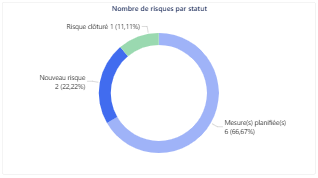 Nombre de risques par statut
Risque clôturé 1 (11,11%)
Nouveau risque
2 (22,22%)
Mesure(s) planifiée(s)
6 (66,67%)